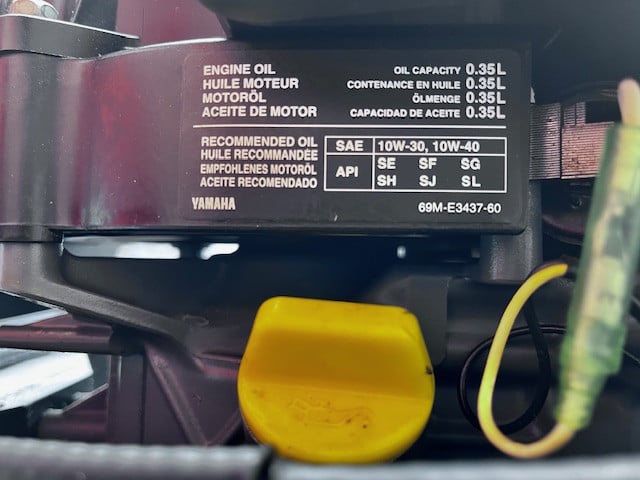 ENGINE OIL OIL CAPACITY 0.35L
HUILE MOTEUR CONTENANCE EN HUILE 0.35L
MOTORÖL ÖLMENGE 0.35L
ACEITE DE MOTOR CAPACIDAD DE ACEITE 0.35L
RECOMMENDED OIL
HUILE RECOMMANDÉE
EMPFOHLENES MOTORÖL
ACEITE RECOMENDADO
SAE 10W-30, 10W-40
API SE SF SG
SH SJ SL
YAMAHA 69M-E3437-60